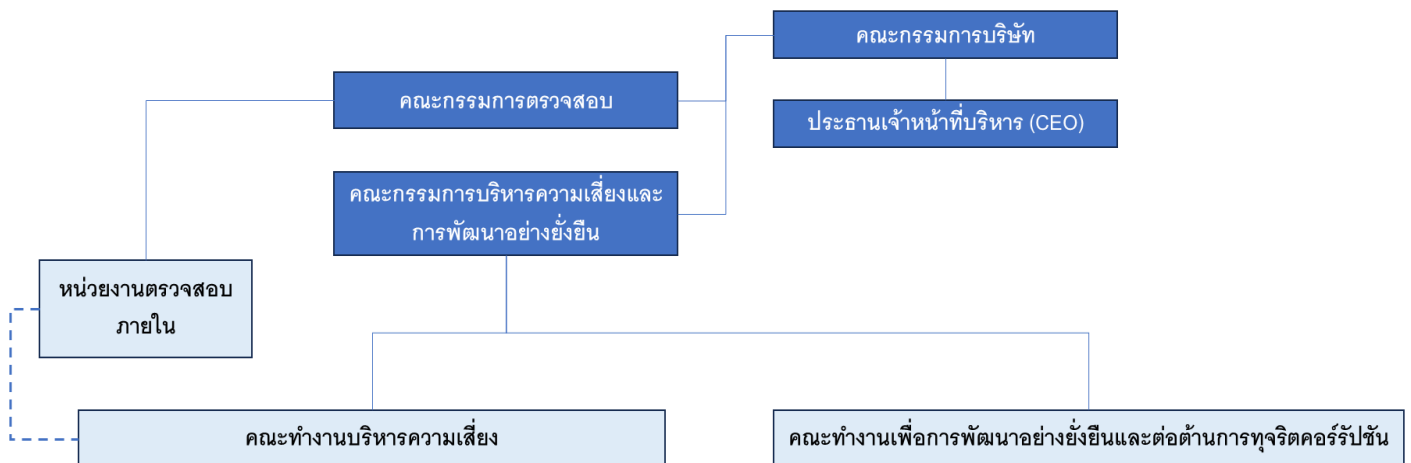 คณะกรรมการบริษัท
คณะกรรมการตรวจสอบ
ประธานเจ้าหน้าที่บริหาร (CEO)
คณะกรรมการบริหารความเสี่ยงและ
การพัฒนาอย่างยั่งยืน
หน่วยงานตรวจสอบ
ภายใน
คณะทำงานบริหารความเสี่ยง
คณะทำงานเพื่อการพัฒนาอย่างยั่งยืนและต่อต้านการทุจริตคอร์รัปชัน